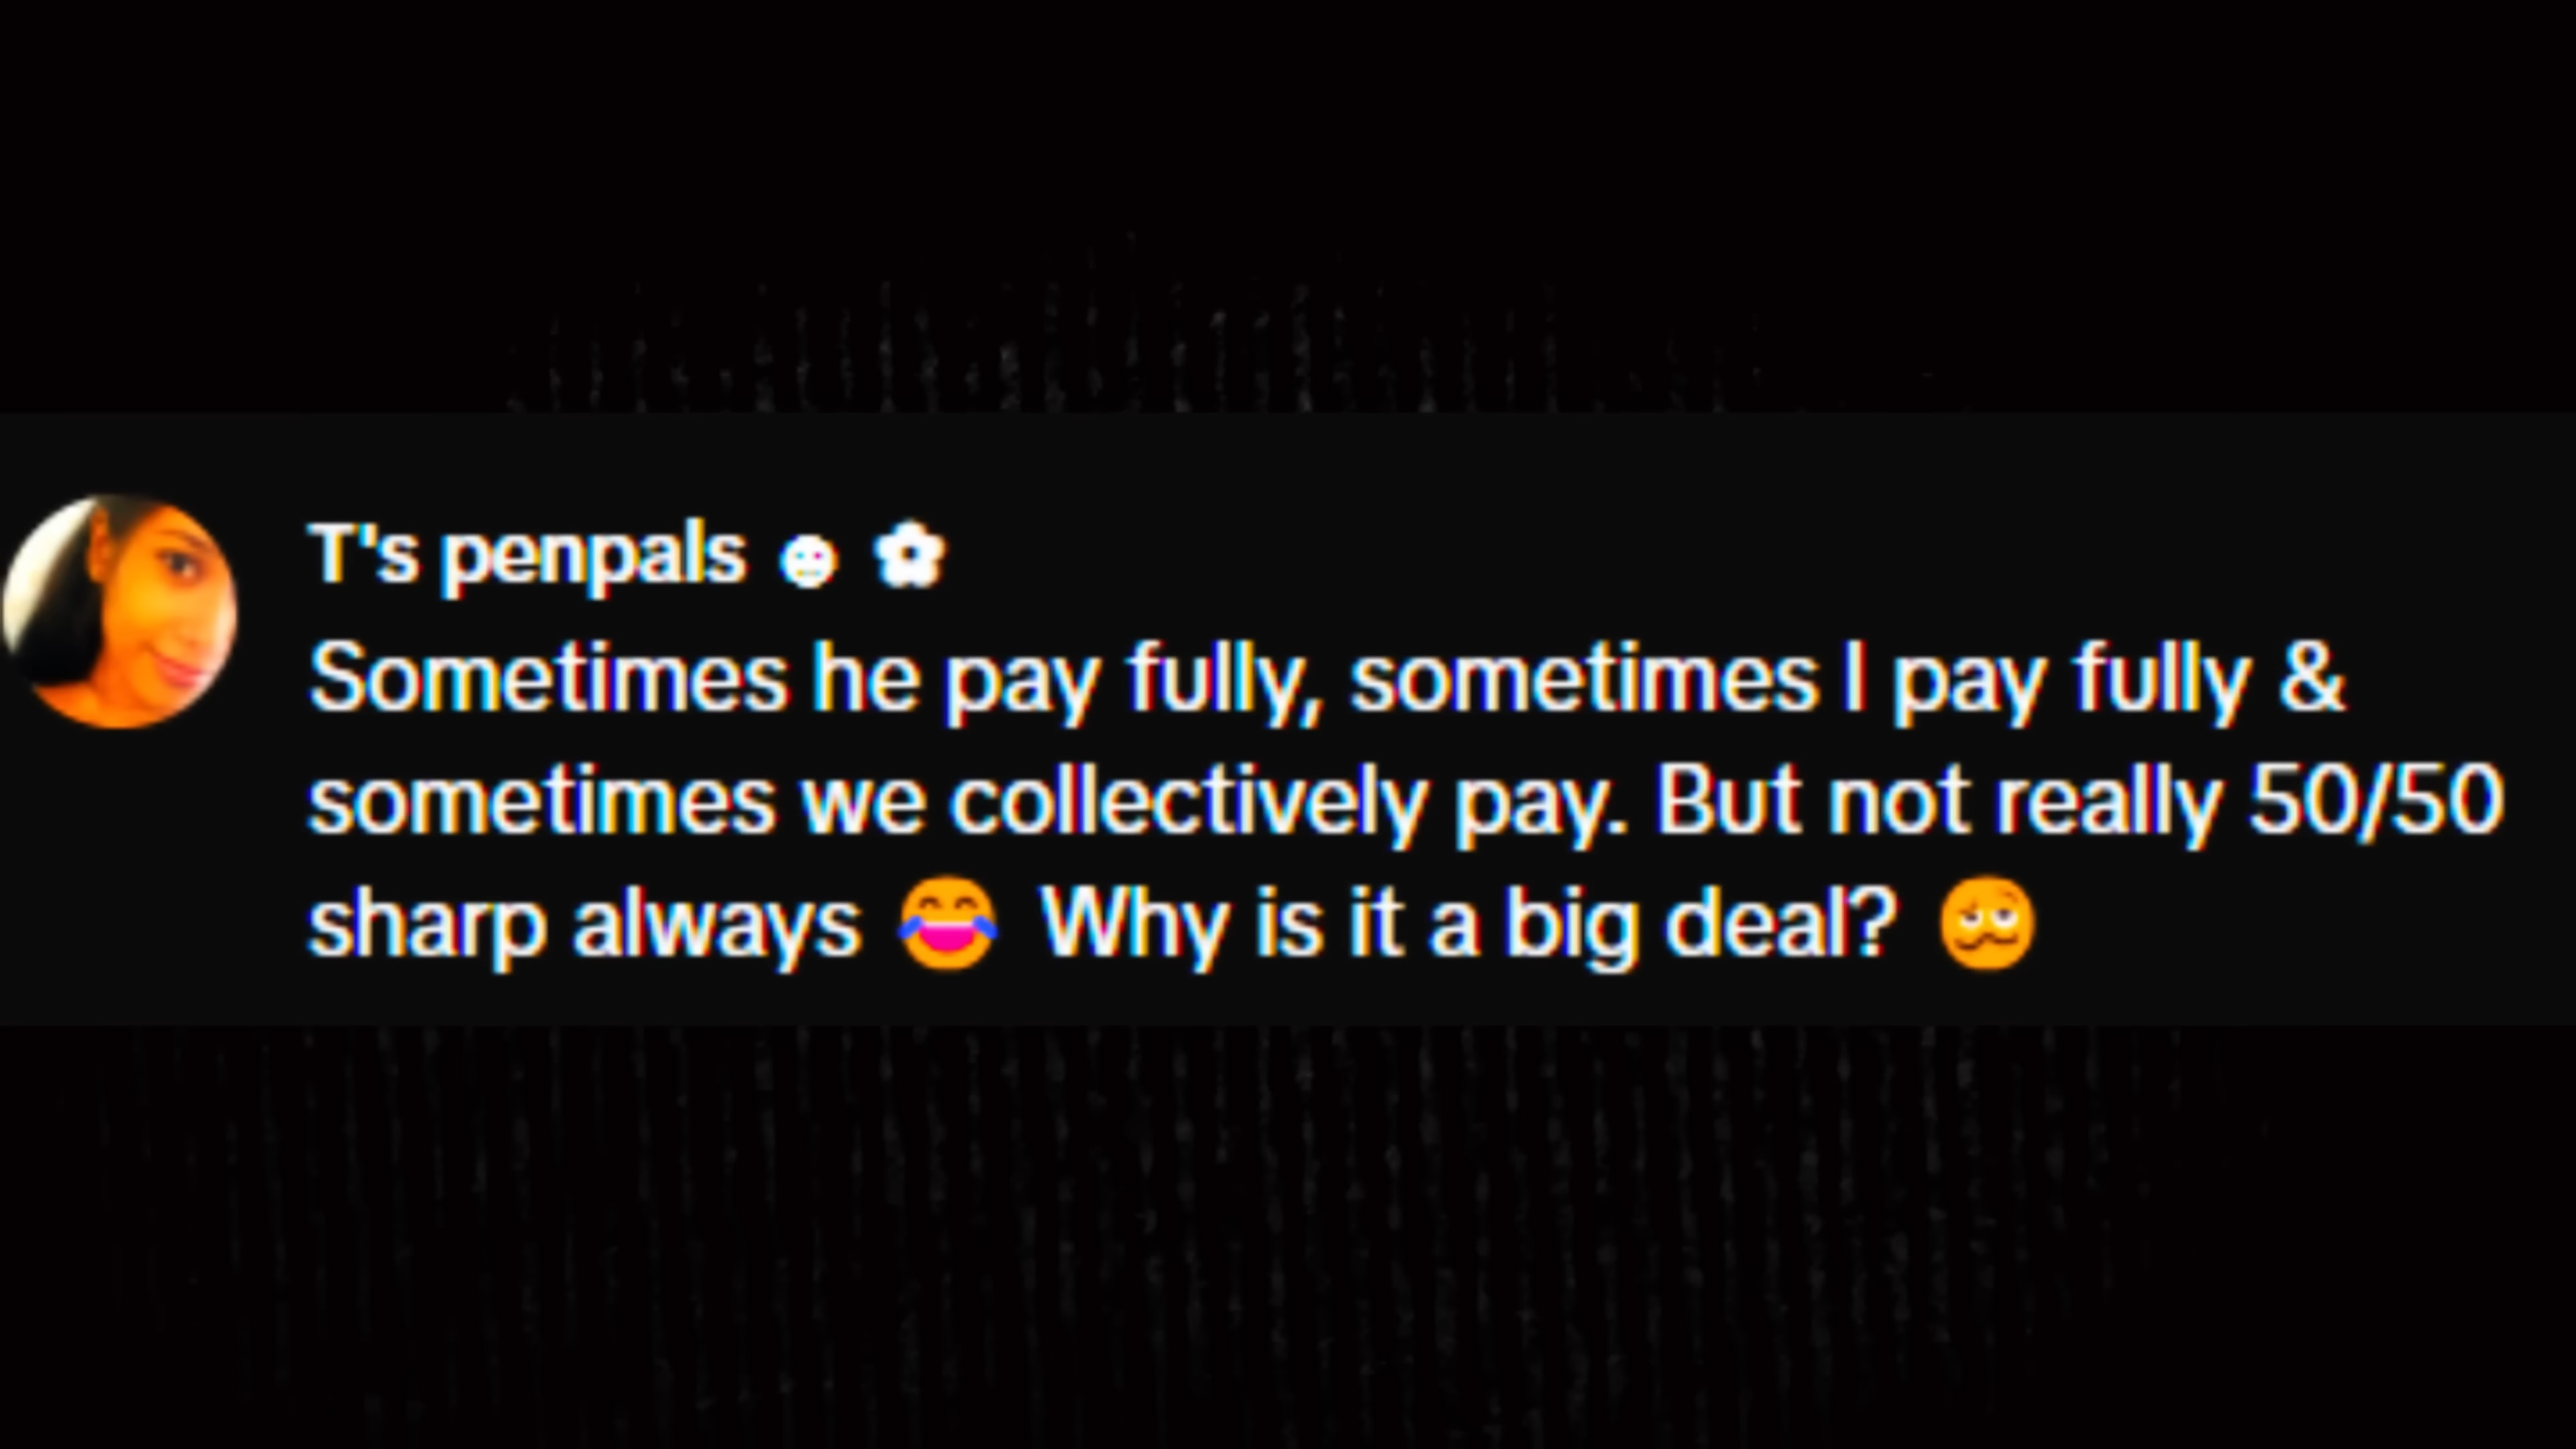 T's penpals ☻ ✿
Sometimes he pay fully, sometimes I pay fully &
sometimes we collectively pay. But not really 50/50
sharp always 😂 Why is it a big deal? 🥴